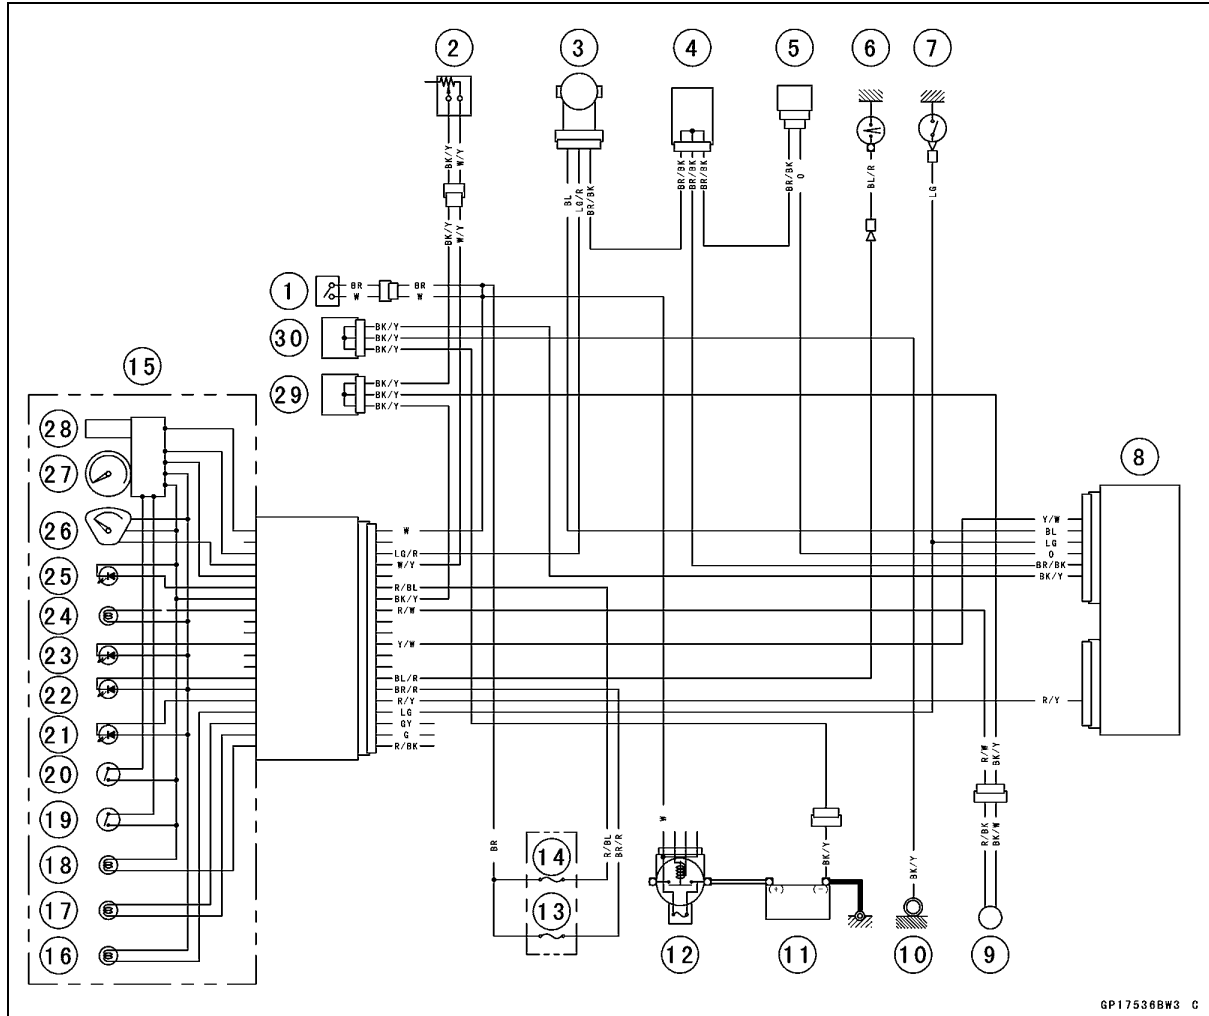 2 3 4 5 6 7
BK/Y W/Y
BR/BK BR/BK BR/BK
BR/BK O
BL/R
LG
BL LG/R BR/BK
BK/Y W/Y
1 BR BR
W W
30 BK/Y
BK/Y
BK/Y
29 BK/Y
BK/Y
BK/Y
15
28
27
26
25
24
23
22
21
20
19
18
17
16
W
LG/R
W/Y
R/BL
BK/Y
R/W
Y/W
BL/R
BR/R
R/Y
LG
GY
G
R/BK
8
Y/W
BL
LG
O
BR/BK
BK/Y
R/Y
R/W BK/Y
R/BK BK/W
BR
R/BL BR/R
W
BK/Y
BK/Y
14
13
(+) (-)
12 11 10 9
GP17536BW3 C